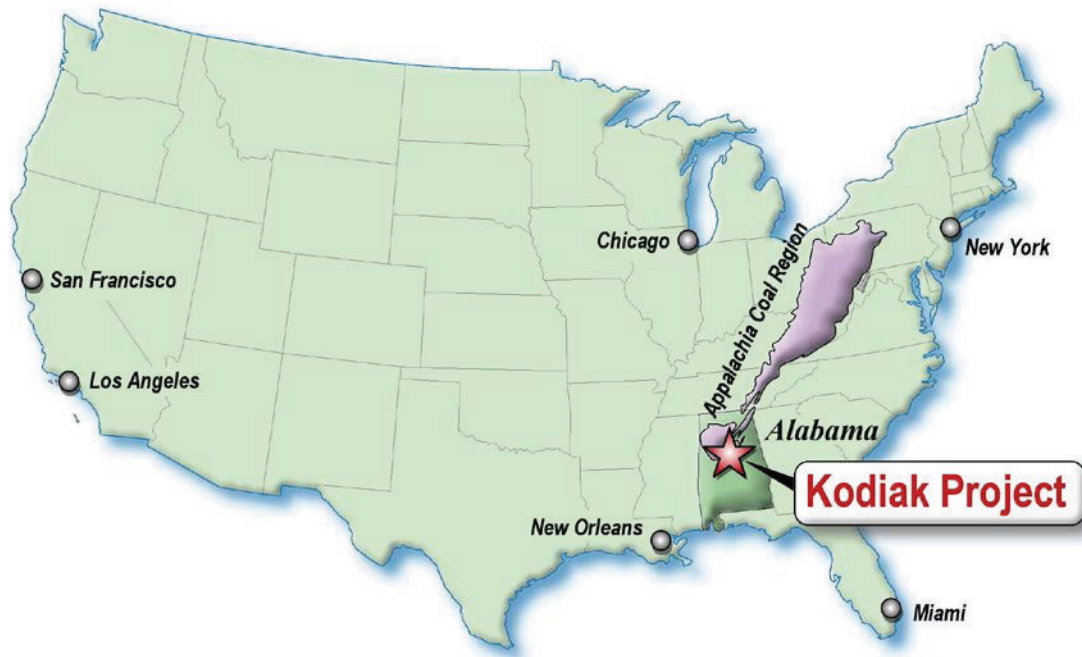 Chicago
Appalachia Coal Region
New York
San Francisco
Los Angeles
Alabama
Kodiak Project
New Orleans
Miami